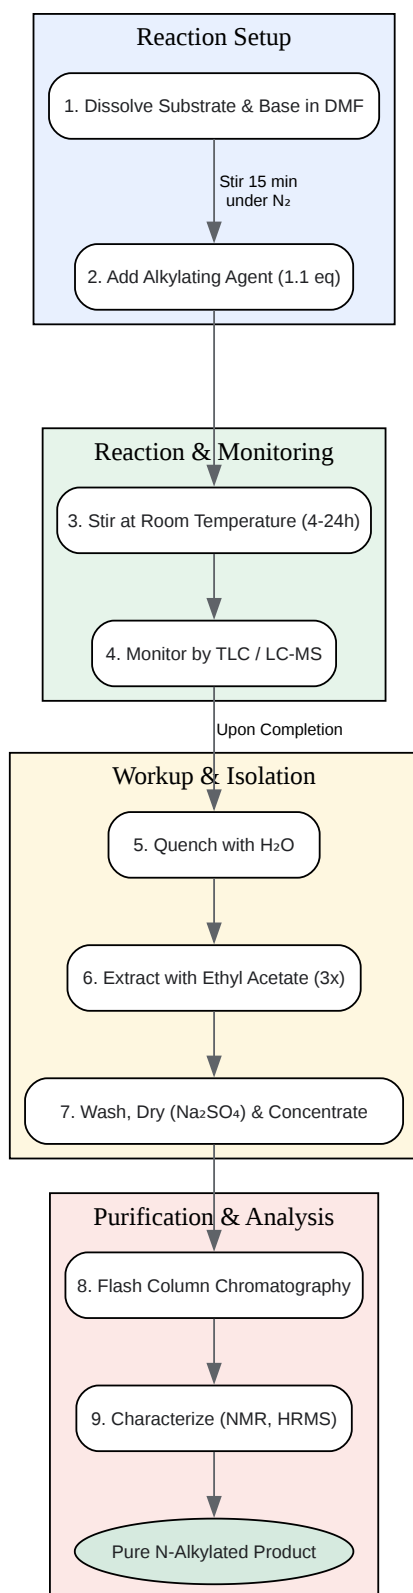 Reaction Setup
1. Dissolve Substrate & Base in DMF
Stir 15 min
under N₂
2. Add Alkylating Agent (1.1 eq)
Reaction & Monitoring
3. Stir at Room Temperature (4-24h)
4. Monitor by TLC / LC-MS
Upon Completion
Workup & Isolation
5. Quench with H₂O
6. Extract with Ethyl Acetate (3x)
7. Wash, Dry (Na₂SO₄) & Concentrate
Purification & Analysis
8. Flash Column Chromatography
9. Characterize (NMR, HRMS)
Pure N-Alkylated Product